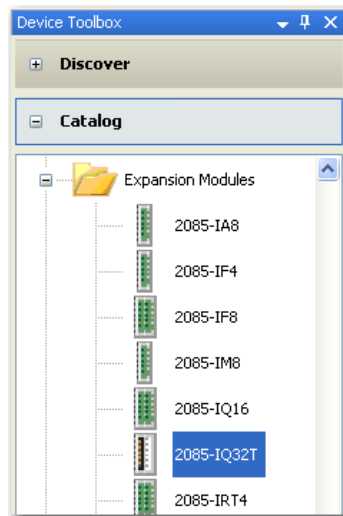 Device Toolbox
Discover
Catalog
Expansion Modules
2085-IA8
2085-IF4
2085-IF8
2085-IM8
2085-IQ16
2085-IQ32T
2085-IRT4